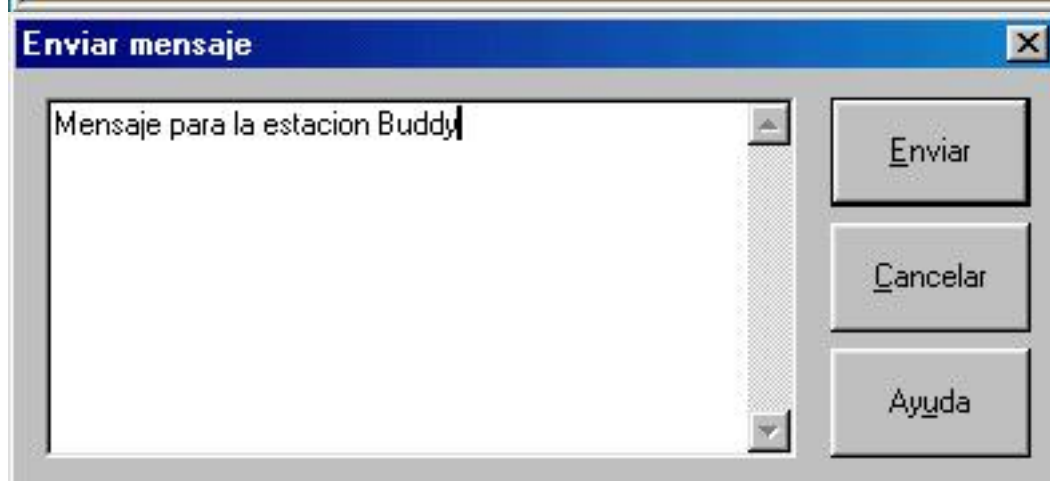 Enviar mensaje
Mensaje para la estacion Buddy
Enviar
Cancelar
Ayuda